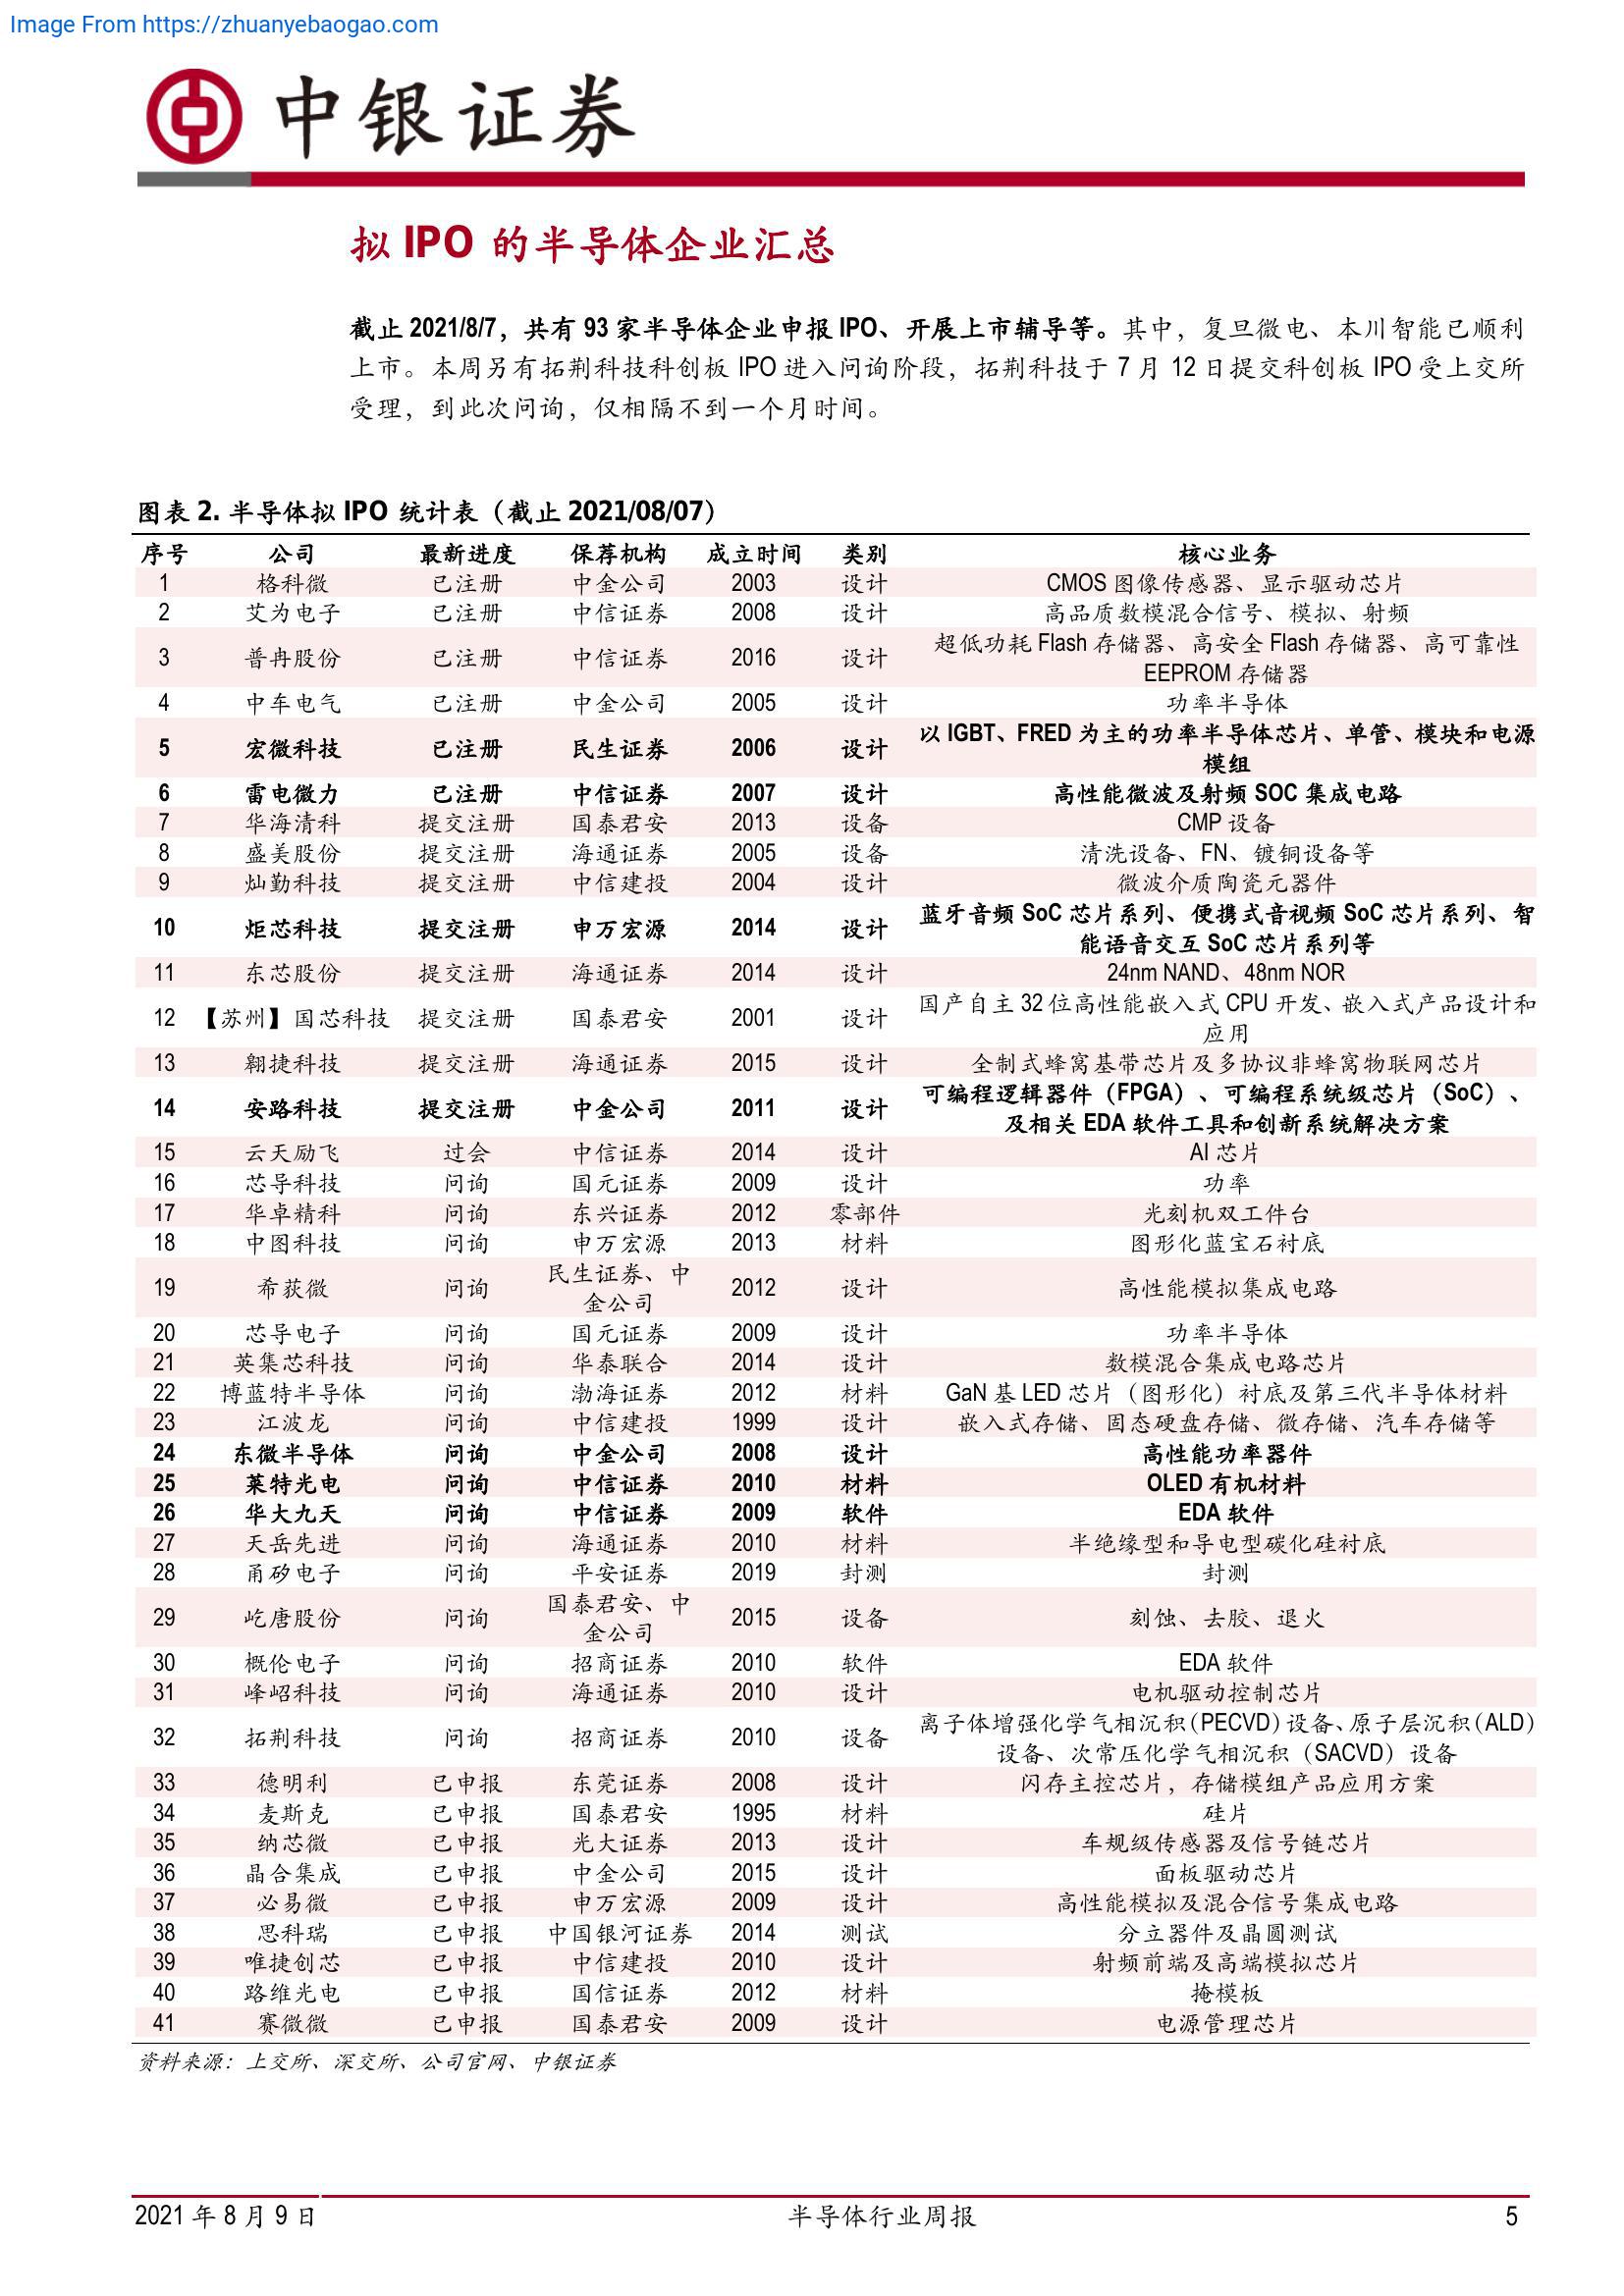 Image From https://zhuanyebaogao.com
中银证券
拟 IPO 的半导体企业汇总
截止 2021/8/7，共有 93 家半导体企业申报 IPO、开展上市辅导等。其中，复旦微电、本川智能已顺利
上市。本周另有拓荆科技科创板 IPO 进入问询阶段，拓荆科技于 7 月 12 日提交科创板 IPO 受上交所
受理，到此次问询，仅相隔不到一个月时间。
图表 2. 半导体拟 IPO 统计表（截止 2021/08/07）
序号 公司 最新进度 保荐机构 成立时间 类别 核心业务
1 格科微 已注册 中金公司 2003 设计 CMOS 图像传感器、显示驱动芯片
2 艾为电子 已注册 中信证券 2008 设计 高品质数模混合信号、模拟、射频
3 普冉股份 已注册 中信证券 2016 设计 超低功耗 Flash 存储器、高安全 Flash 存储器、高可靠性
EEPROM 存储器
4 中车电气 已注册 中金公司 2005 设计 功率半导体
5 宏微科技 已注册 民生证券 2006 设计 以 IGBT、FRED 为主的功率半导体芯片、单管、模块和电源
模组
6 雷电微力 已注册 中信证券 2007 设计 高性能微波及射频 SOC 集成电路
7 华海清科 提交注册 国泰君安 2013 设备 CMP 设备
8 盛美股份 提交注册 海通证券 2005 设备 清洗设备、FN、镀铜设备等
9 灿勤科技 提交注册 中信建投 2004 设计 微波介质陶瓷元器件
10 炬芯科技 提交注册 申万宏源 2014 设计 蓝牙音频 SoC 芯片系列、便携式音视频 SoC 芯片系列、智
能语音交互 SoC 芯片系列等
11 东芯股份 提交注册 海通证券 2014 设计 24nm NAND、48nm NOR
12 【苏州】国芯科技 提交注册 国泰君安 2001 设计 国产自主 32 位高性能嵌入式 CPU 开发、嵌入式产品设计和
应用
13 翱捷科技 提交注册 海通证券 2015 设计 全制式蜂窝基带芯片及多协议非蜂窝物联网芯片
14 安路科技 提交注册 中金公司 2011 设计 可编程逻辑器件（FPGA）、可编程系统级芯片（SoC）、
及相关 EDA 软件工具和创新系统解决方案
15 云天励飞 过会 中信证券 2014 设计 AI 芯片
16 芯导科技 问询 国元证券 2009 设计 功率
17 华卓精科 问询 东兴证券 2012 零部件 光刻机双工件台
18 中图科技 问询 申万宏源 2013 材料 图形化蓝宝石衬底
19 希荻微 问询 民生证券、中 2012 设计 高性能模拟集成电路
金公司
20 芯导电子 问询 国元证券 2009 设计 功率半导体
21 英集芯科技 问询 华泰联合 2014 设计 数模混合集成电路芯片
22 博蓝特半导体 问询 渤海证券 2012 材料 GaN 基 LED 芯片（图形化）衬底及第三代半导体材料
23 江波龙 问询 中信建投 1999 设计 嵌入式存储、固态硬盘存储、微存储、汽车存储等
24 东微半导体 问询 中金公司 2008 设计 高性能功率器件
25 莱特光电 问询 中信证券 2010 材料 OLED 有机材料
26 华大九天 问询 中信证券 2009 软件 EDA 软件
27 天岳先进 问询 海通证券 2010 材料 半绝缘型和导电型碳化硅衬底
28 甬矽电子 问询 平安证券 2019 封测 封测
29 屹唐股份 问询 国泰君安、中 2015 设备 刻蚀、去胶、退火
金公司
30 概伦电子 问询 招商证券 2010 软件 EDA 软件
31 峰岹科技 问询 海通证券 2010 设计 电机驱动控制芯片
32 拓荆科技 问询 招商证券 2010 设备 离子体增强化学气相沉积（PECVD）设备、原子层沉积（ALD）
设备、次常压化学气相沉积（SACVD）设备
33 德明利 已申报 东莞证券 2008 设计 闪存主控芯片，存储模组产品应用方案
34 麦斯克 已申报 国泰君安 1995 材料 硅片
35 纳芯微 已申报 光大证券 2013 设计 车规级传感器及信号链芯片
36 晶合集成 已申报 中金公司 2015 设计 面板驱动芯片
37 必易微 已申报 申万宏源 2009 设计 高性能模拟及混合信号集成电路
38 思科瑞 已申报 中国银河证券 2014 测试 分立器件及晶圆测试
39 唯捷创芯 已申报 中信建投 2010 设计 射频前端及高端模拟芯片
40 路维光电 已申报 国信证券 2012 材料 掩模板
41 赛微微 已申报 国泰君安 2009 设计 电源管理芯片
资料来源：上交所、深交所、公司官网、中银证券
2021 年 8 月 9 日 半导体行业周报 5